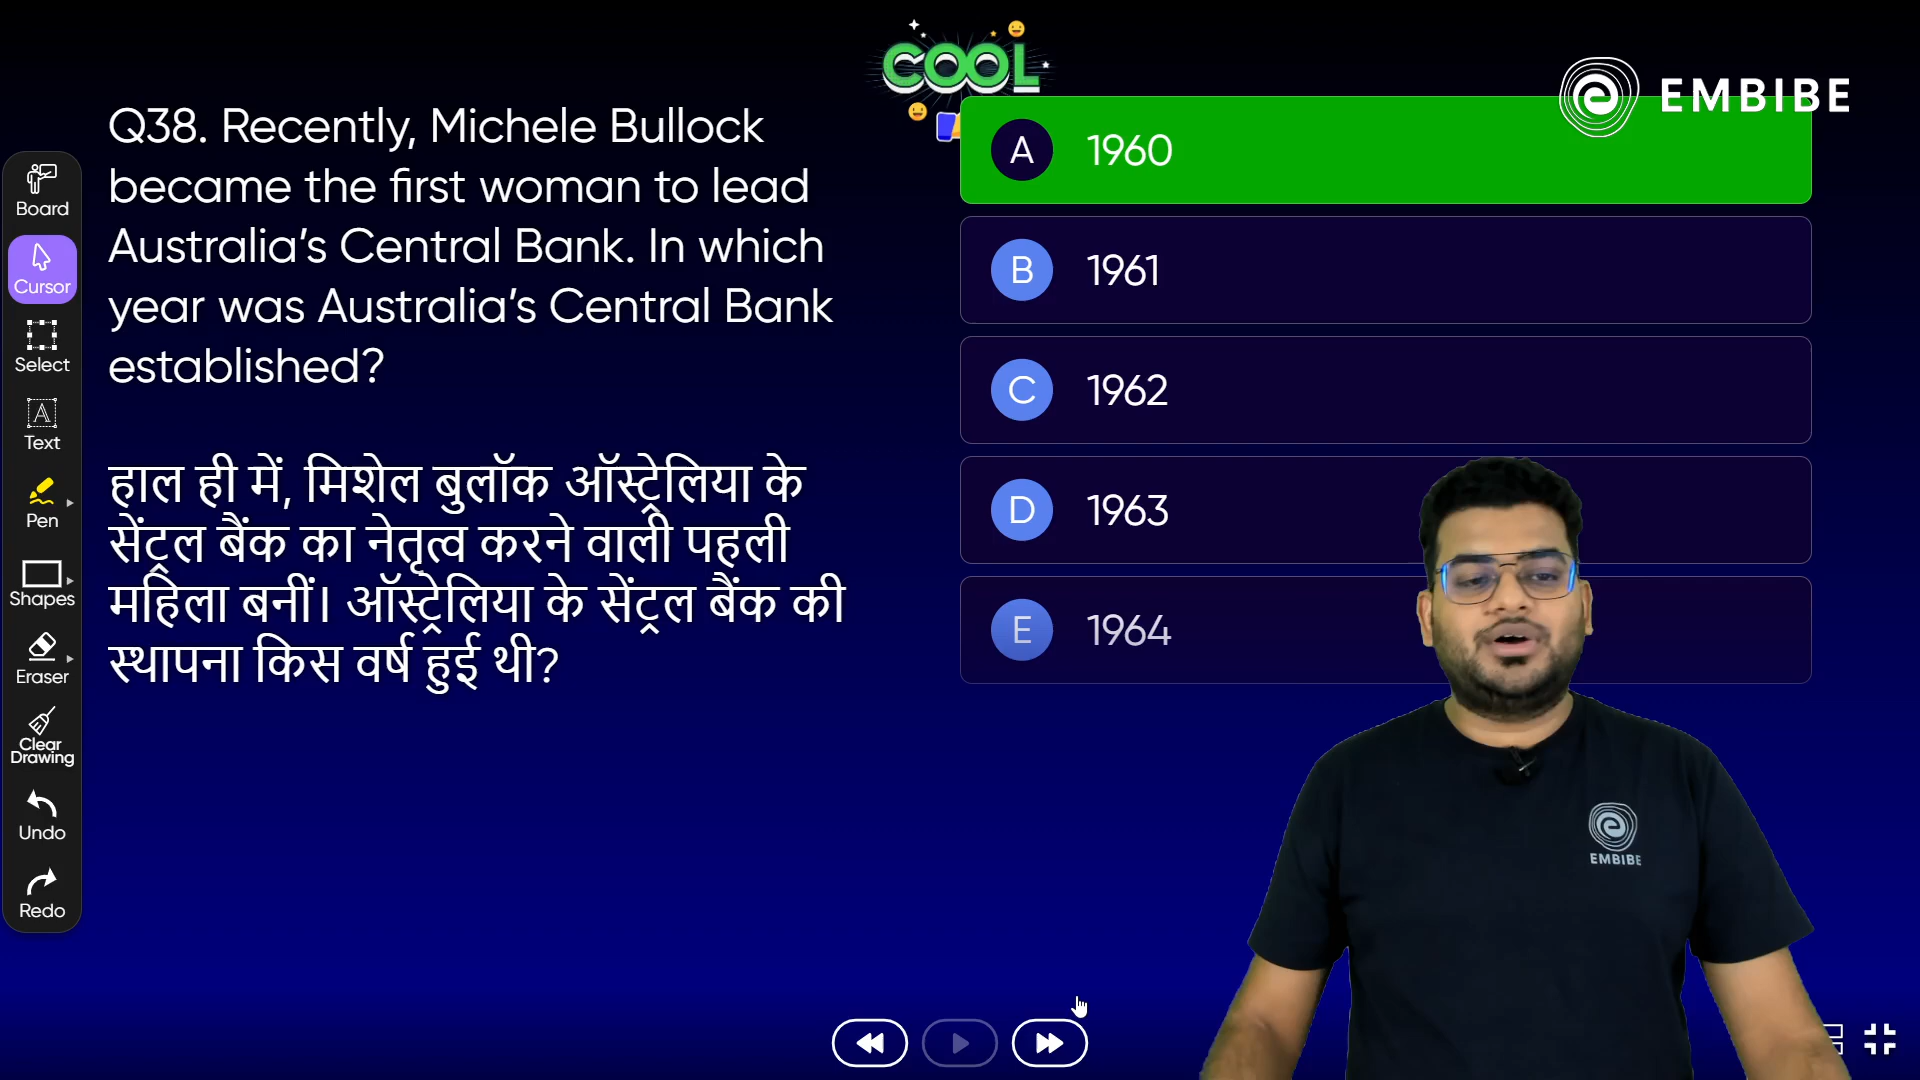 COOL
EMBIBE
Q38. Recently, Michele Bullock
became the first woman to lead
Australia's Central Bank. In which
year was Australia's Central Bank
established?
हाल ही में, मिशेल बुलॉक ऑस्ट्रेलिया के
सेंट्रल बैंक का नेतृत्व करने वाली पहली
महिला बनीं। ऑस्ट्रेलिया के सेंट्रल बैंक की
स्थापना किस वर्ष हुई थी?
A 1960
B 1961
C 1962
D 1963
E 1964
Board
Cursor
Select
A
Text
Pen
Shapes
Eraser
Clear
Drawing
Undo
Redo
EMBIBE